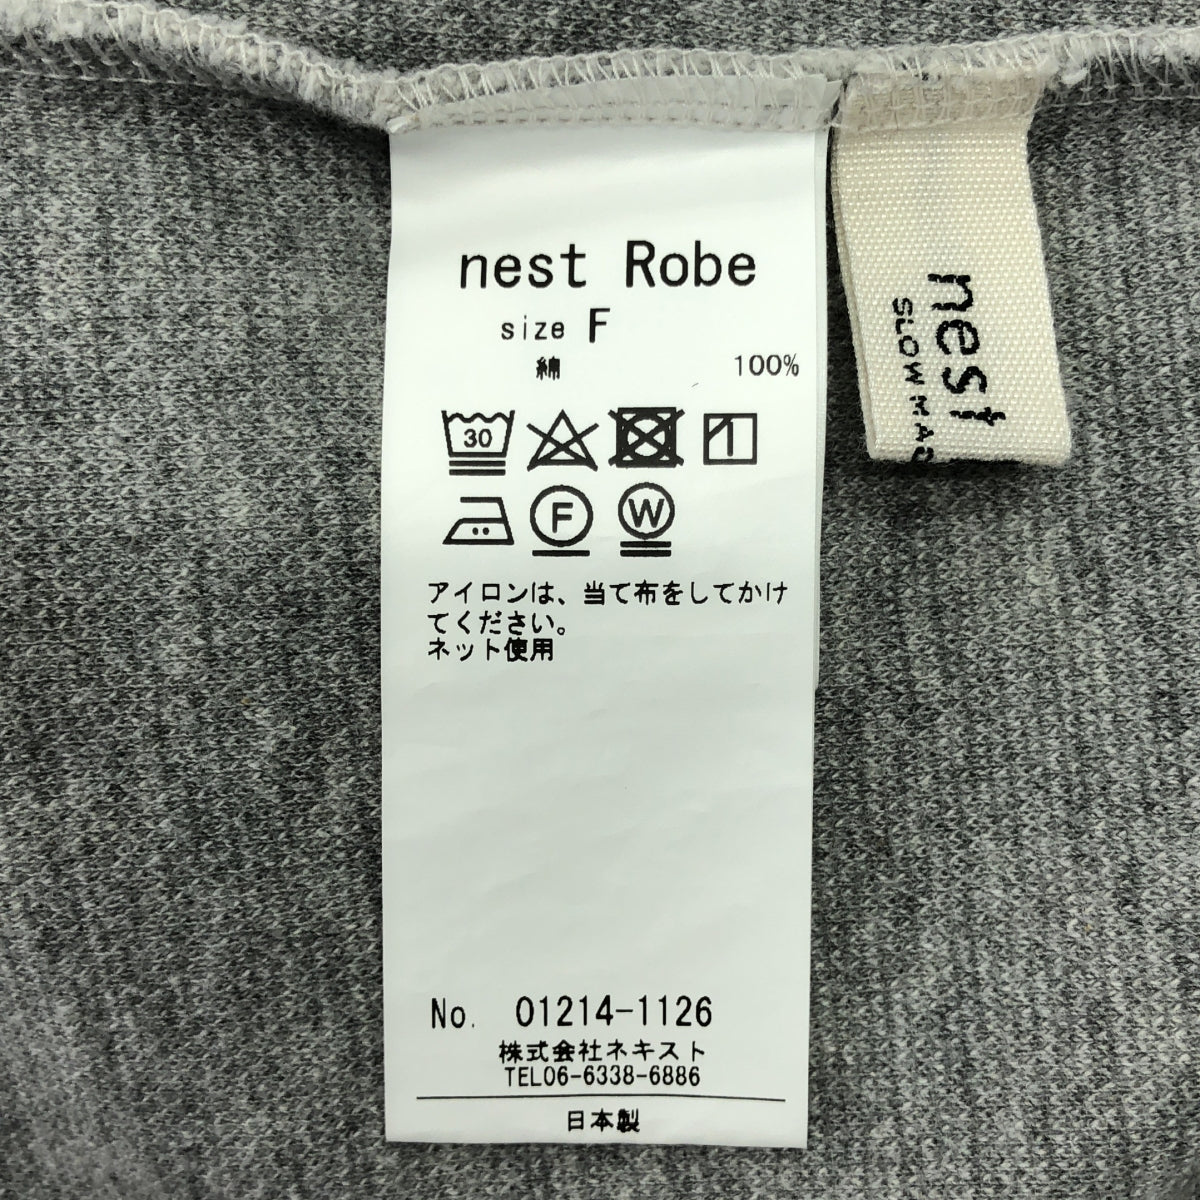 nest Robe
size F
綿 100%
30
F W
アイロンは、当て布をしてかけ
てください。
ネット使用
No. 01214-1126
株式会社ネキスト
TEL06-6338-6886
日本製
nest
SLOW MAD